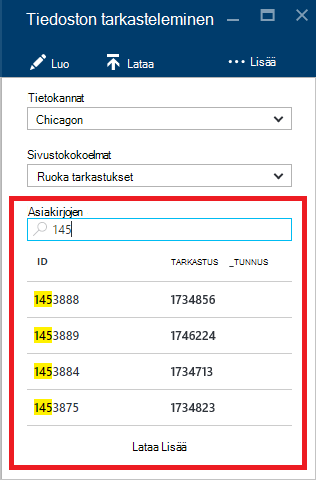 Tiedoston tarkasteleminen
Luo Lataa Lisää
Tietokannat
Chicagon
Sivustokokoelmat
Ruoka tarkastukset
Asiakirjojen
145
ID TARKASTUS _TUNNUS
1453888 1734856
1453889 1746224
1453884 1734713
1453875 1734823
Lataa Lisää